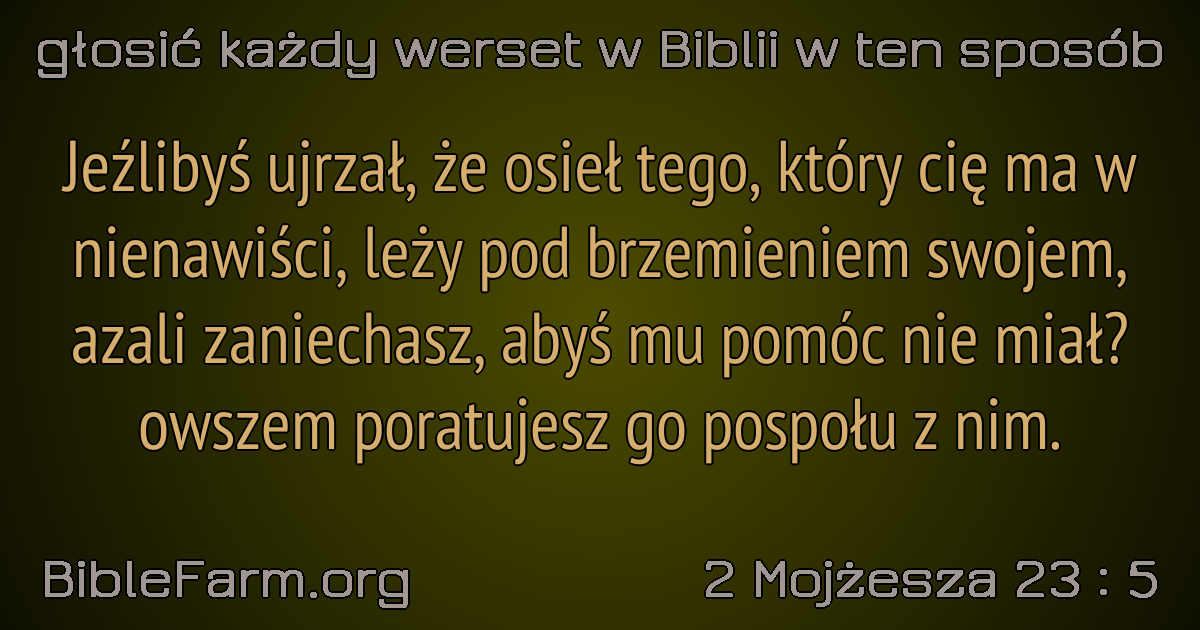 głosić każdy werset w Biblii w ten sposób
Jeźlibyś ujrzał, że osieł tego, który cię ma w
nienawiści, leży pod brzemieniem swojem,
azali zaniechasz, abyś mu pomóc nie miał?
owszem poratujesz go pospołu z nim.
BibleFarm.org
2 Mojżesza 23 : 5